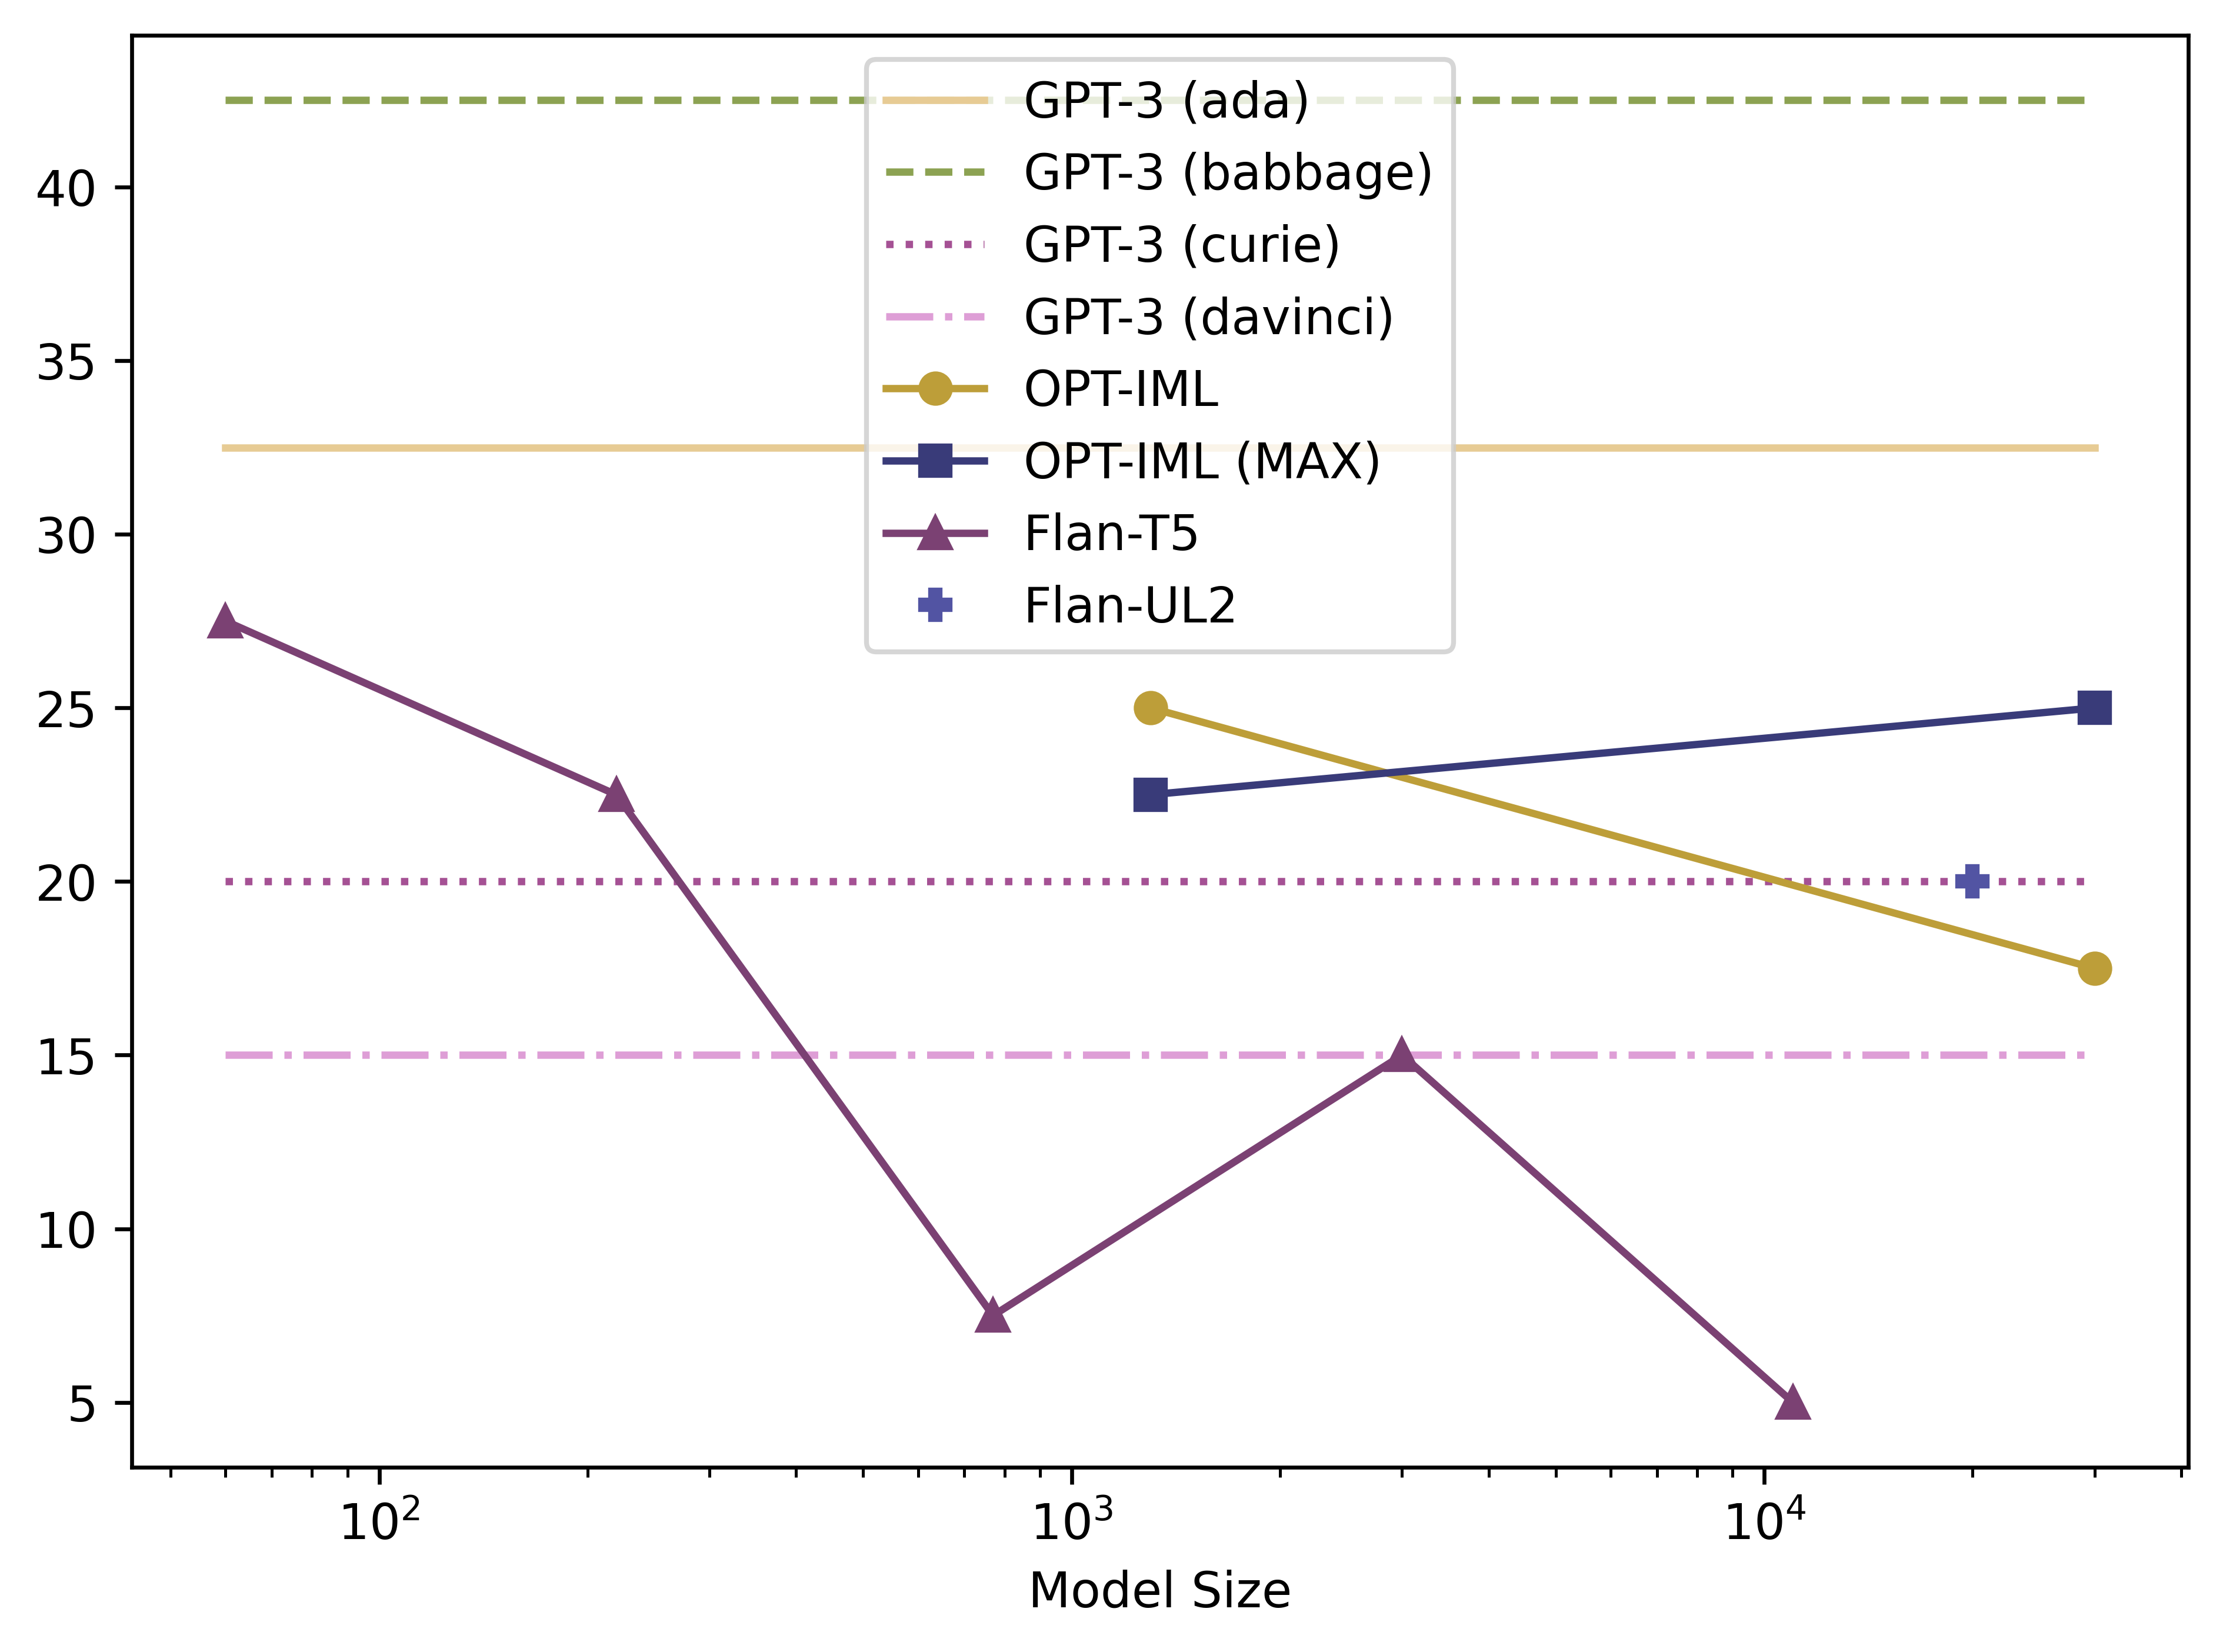 GPT-3 (ada)
GPT-3 (babbage)
GPT-3 (curie)
GPT-3 (davinci)
OPT-IML
OPT-IML (MAX)
Flan-T5
Flan-UL2
40
35
30
25
20
15
10
5
10²
10³
10⁴
Model Size